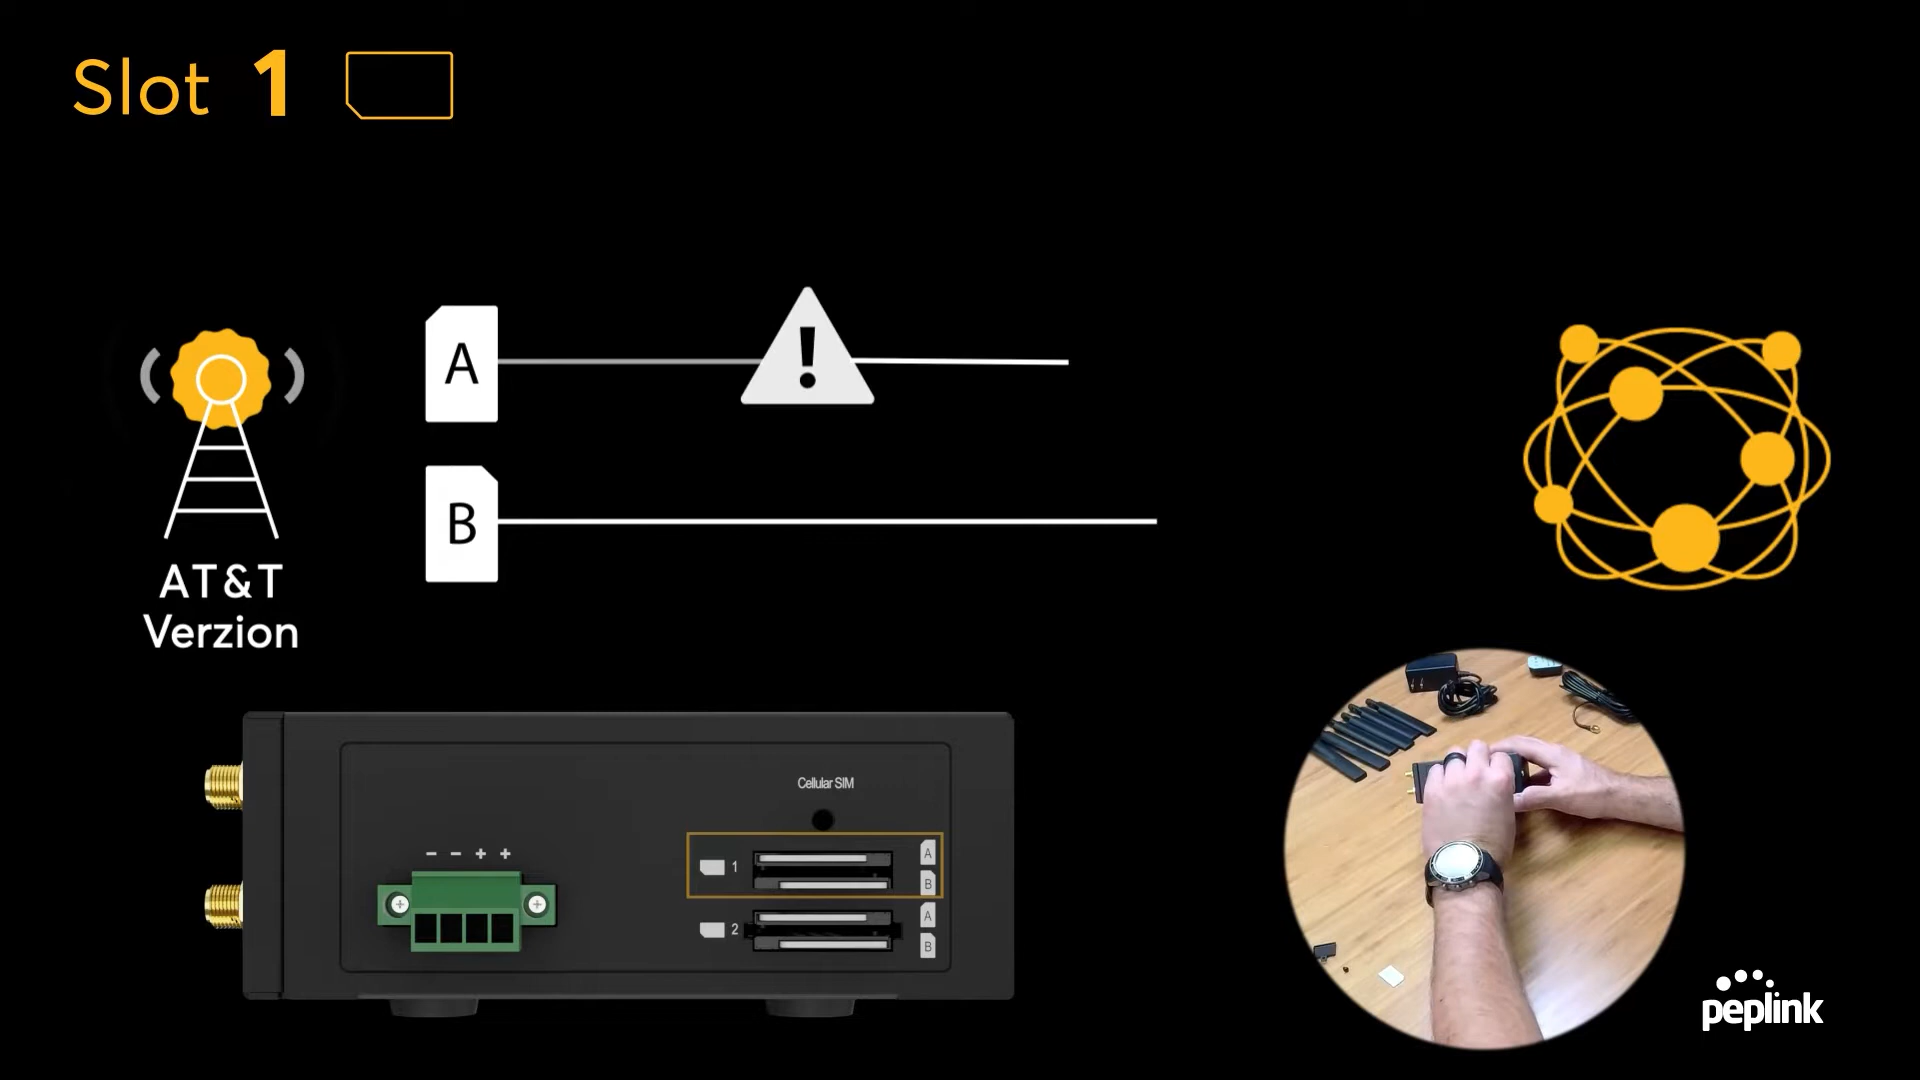 Slot 1
A
!
B
AT&T
Verzion
Cellular SIM
− − + +
1
A
B
2
A
B
peplink